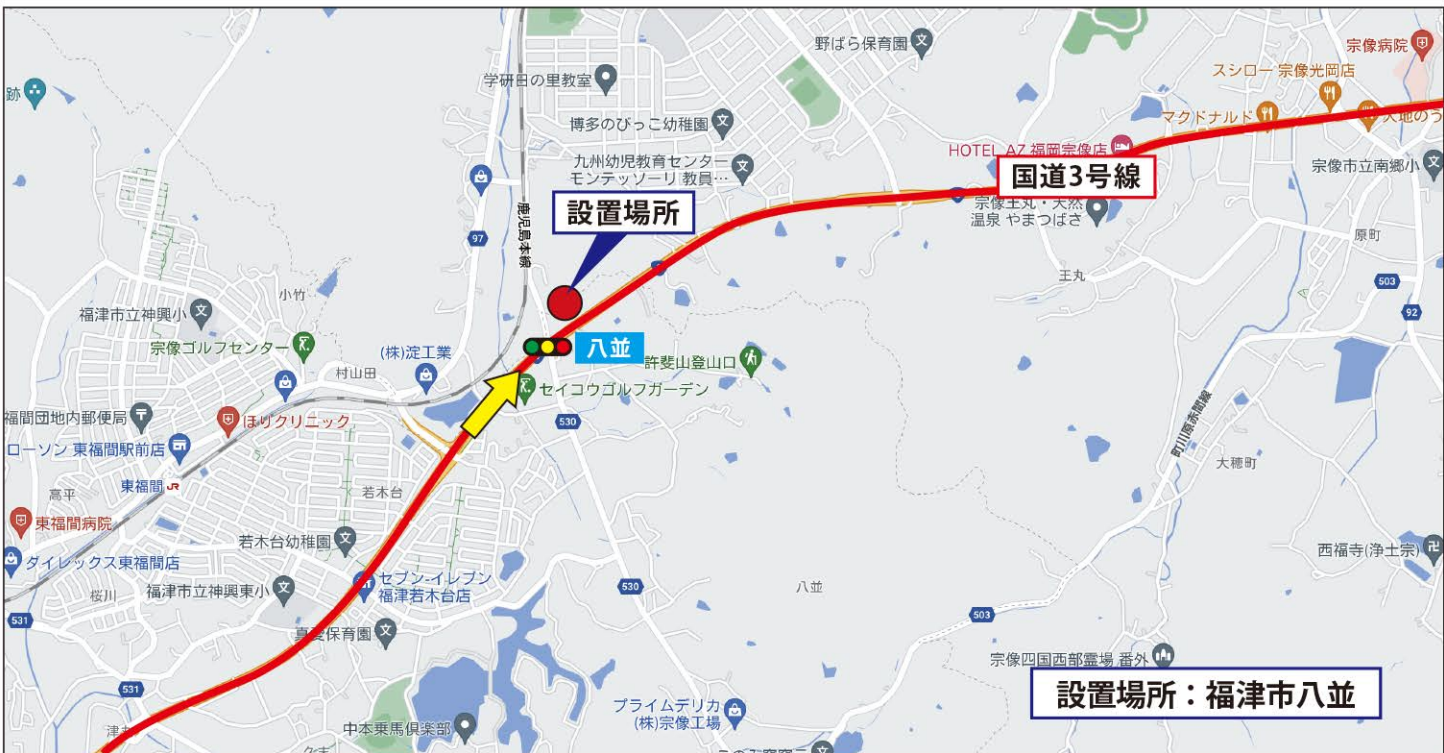 野ばら保育園
宗像病院
学研日の里教室
スシロー 宗像光岡店
跡
マクドナルド
大地のう
博多のびっこ幼稚園
HOTEL AZ 福岡宗像店
九州幼児教育センター
モンテッソーリ 教員…
国道3号線
宗像市立南郷小
設置場所
宗像王丸・天然
温泉 やまつばさ
鹿児島本線
97
原町
王丸
503
小竹
福津市立神興小
92
宗像ゴルフセンター
(株)淀工業
八並
許斐山登山口
村山田
セイコウゴルフガーデン
福間団地内郵便局
ほりクリニック
530
町川原赤間線
ローソン 東福間駅前店
東福間 JR
高平
若木台
大穂町
東福間病院
若木台幼稚園
西福寺(浄土宗)
ダイレックス東福間店
セブン-イレブン
福津若木台店
桜川
福津市立神興東小
530
八並
503
531
真愛保育園
宗像四国西部霊場 番外
531
設置場所：福津市八並
プライムデリカ
(株)宗像工場
中本乗馬倶楽部
津丸